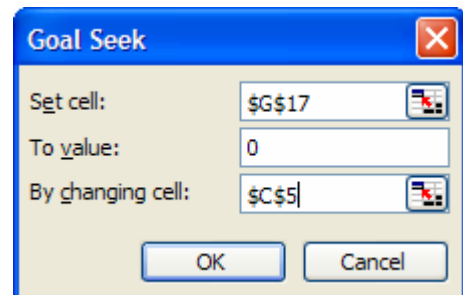 Goal Seek
Set cell: $G$17
To value: 0
By changing cell: $C$5
OK Cancel